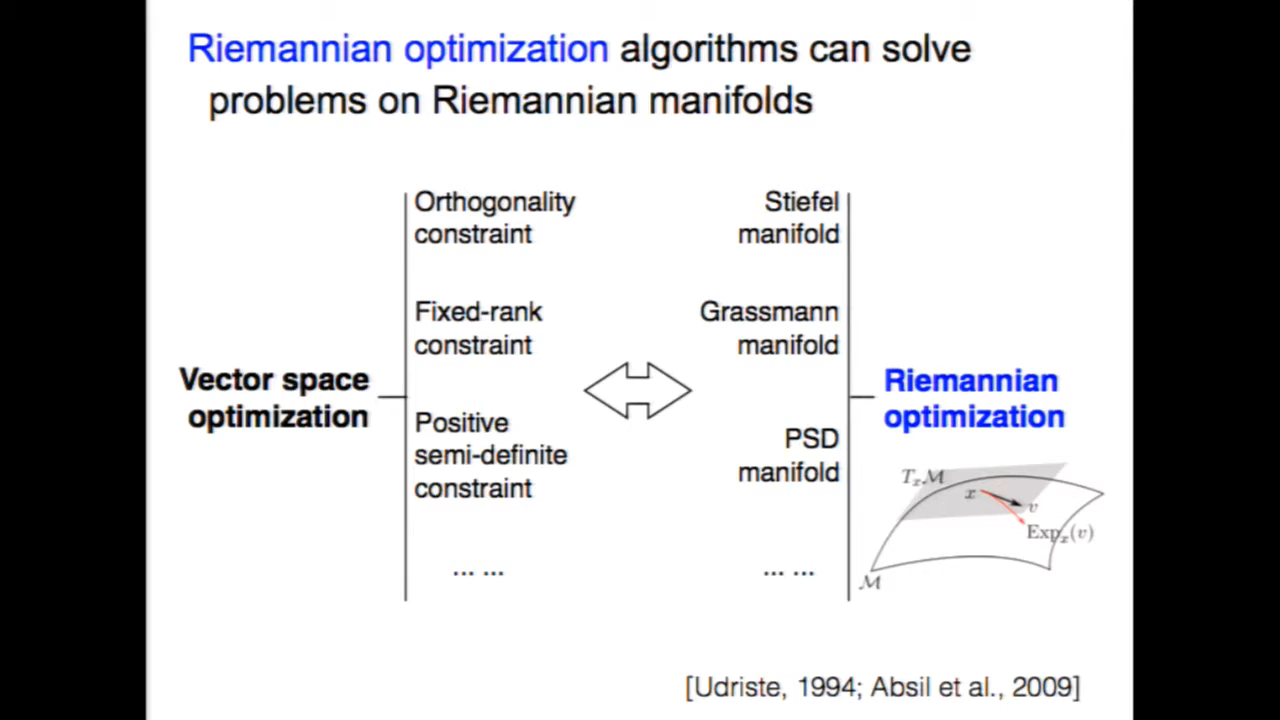 Riemannian optimization algorithms can solve
problems on Riemannian manifolds
Orthogonality
constraint
Stiefel
manifold
Fixed-rank
constraint
Grassmann
manifold
Vector space
optimization
Riemannian
optimization
Positive
semi-definite
constraint
PSD
manifold
... ...
... ...
TₓM
x
v
Expₓ(v)
M
[Udriste, 1994; Absil et al., 2009]